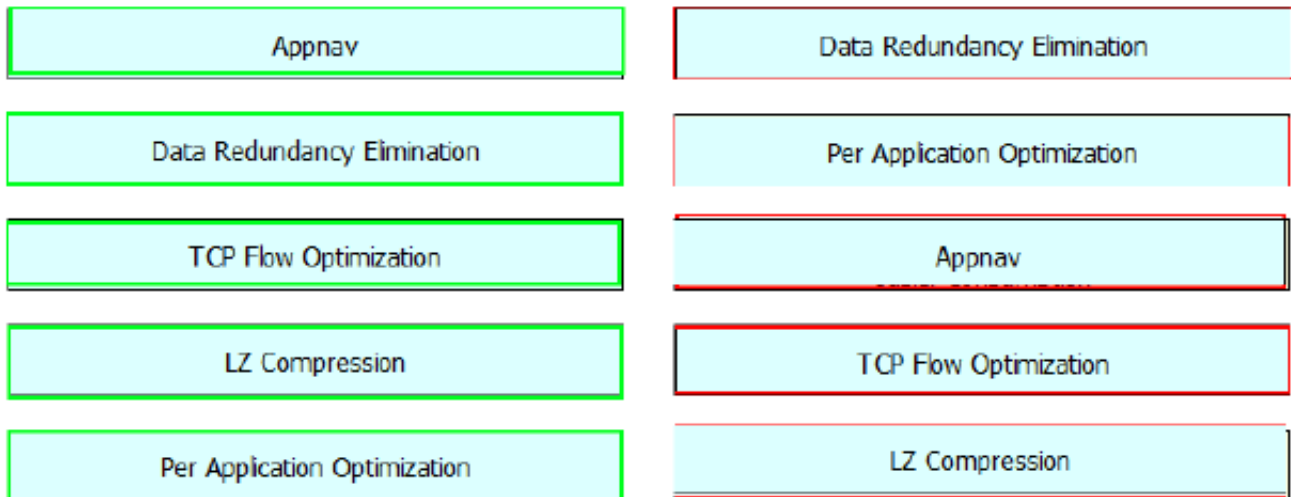 Appnav
Data Redundancy Elimination
Data Redundancy Elimination
Per Application Optimization
TCP Flow Optimization
Appnav
LZ Compression
TCP Flow Optimization
Per Application Optimization
LZ Compression